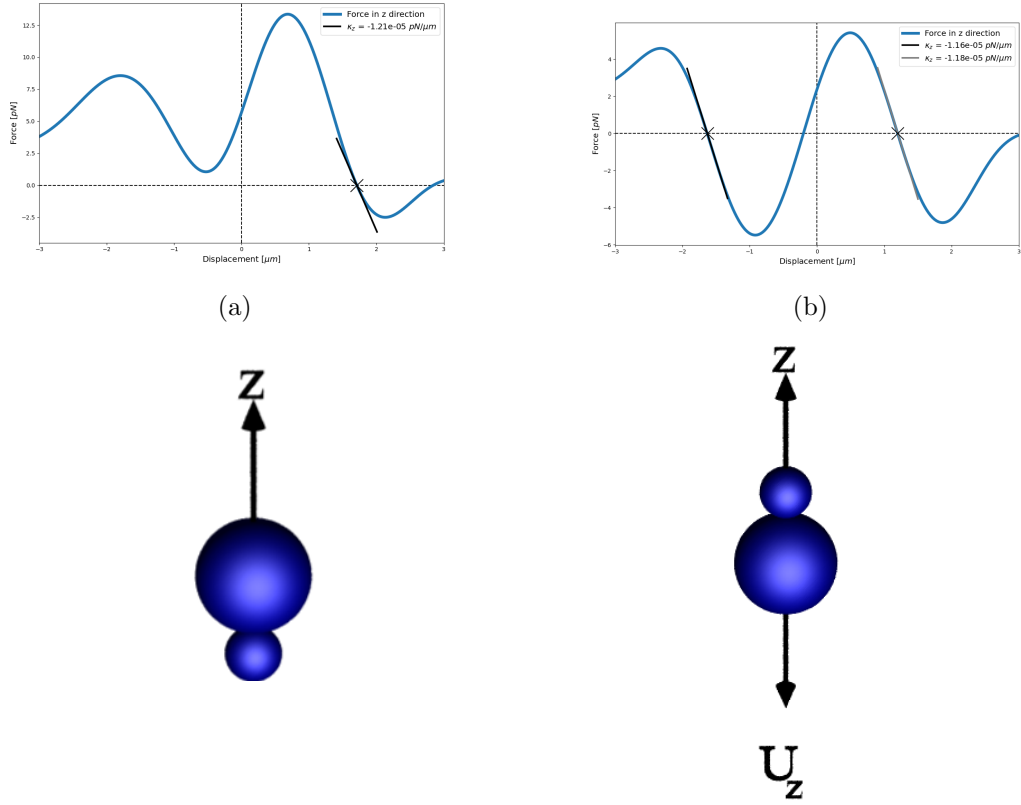 Force in z direction
κz = -1.21e-05 pN/μm
12.5
10.0
7.5
5.0
2.5
0.0
−2.5
Force [pN]
−3
−2
−1
0
1
2
3
Displacement [μm]
(a)
Force in z direction
κz = -1.16e-05 pN/μm
κz = -1.18e-05 pN/μm
4
2
0
−2
−4
−6
Force [pN]
−3
−2
−1
0
1
2
3
Displacement [μm]
(b)
Z
Z
Uz